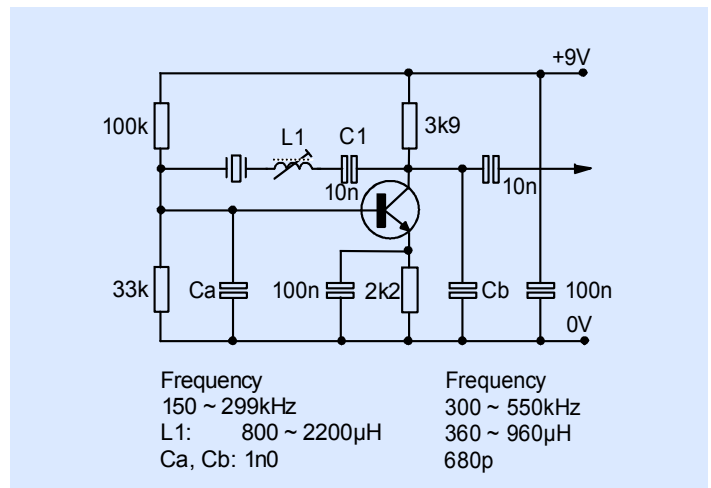 +9V
100k
L1
C1
3k9
10n
10n
33k
Ca
100n
2k2
Cb
100n
0V
Frequency
150 ~ 299kHz
L1: 800 ~ 2200µH
Ca, Cb: 1n0
Frequency
300 ~ 550kHz
360 ~ 960µH
680p